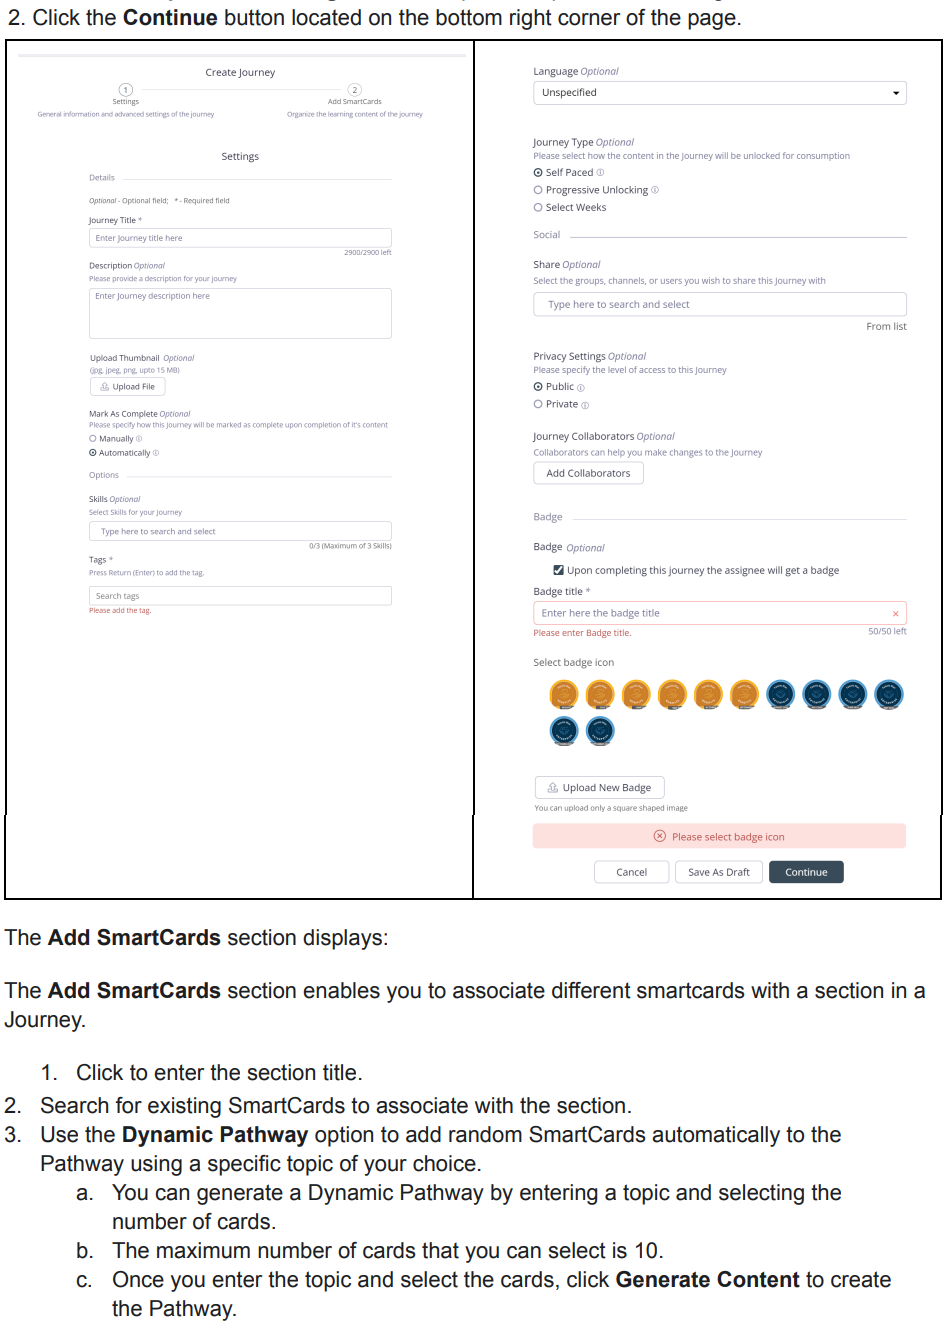 2. Click the Continue button located on the bottom right corner of the page.
Create Journey
1
2
Settings
Add SmartCards
General information and advanced settings of the journey
Organize the learning content of the journey
Settings
Details
Optional - Optional field; * - Required field
Journey Title *
Enter Journey title here
2900/2900 left
Description Optional
Please provide a description for your journey
Enter Journey description here
Upload Thumbnail Optional
(jpg, jpeg, png, upto 15 MB)
Upload File
Mark As Complete Optional
Please specify how this Journey will be marked as complete upon completion of it's content
Manually
Automatically
Options
Skills Optional
Select Skills for your Journey
Type here to search and select
0/3 (Maximum of 3 Skills)
Tags *
Press Return (Enter) to add the tag.
Search tags
Please add the tag.
Language Optional
Unspecified
Journey Type Optional
Please select how the content in the Journey will be unlocked for consumption
Self Paced
Progressive Unlocking
Select Weeks
Social
Share Optional
Select the groups, channels, or users you wish to share this Journey with
Type here to search and select
From list
Privacy Settings Optional
Please specify the level of access to this Journey
Public
Private
Journey Collaborators Optional
Collaborators can help you make changes to the Journey
Add Collaborators
Badge
Badge Optional
Upon completing this journey the assignee will get a badge
Badge title *
Enter here the badge title
Please enter Badge title.
50/50 left
Select badge icon
Upload New Badge
You can upload only a square shaped image
Please select badge icon
Cancel
Save As Draft
Continue
The Add SmartCards section displays:
The Add SmartCards section enables you to associate different smartcards with a section in a
Journey.
1. Click to enter the section title.
2. Search for existing SmartCards to associate with the section.
3. Use the Dynamic Pathway option to add random SmartCards automatically to the
Pathway using a specific topic of your choice.
a. You can generate a Dynamic Pathway by entering a topic and selecting the
number of cards.
b. The maximum number of cards that you can select is 10.
c. Once you enter the topic and select the cards, click Generate Content to create
the Pathway.